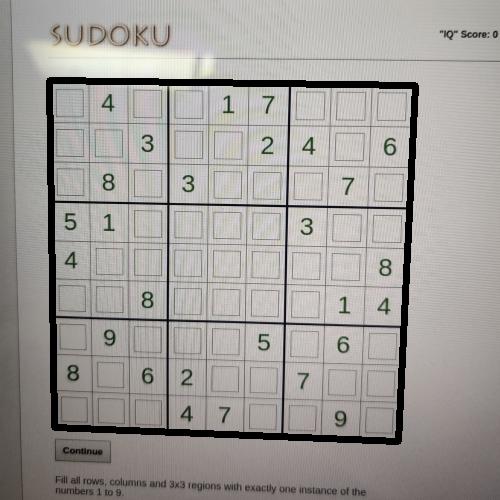 SUDOKU
"IQ" Score: 0
4 1 7
3 2 4 6
8 3 7
5 1 3
4 8
8 1 4
9 5 6
8 6 2 7
4 7 9
Continue
Fill all rows, columns and 3x3 regions with exactly one instance of the
numbers 1 to 9.